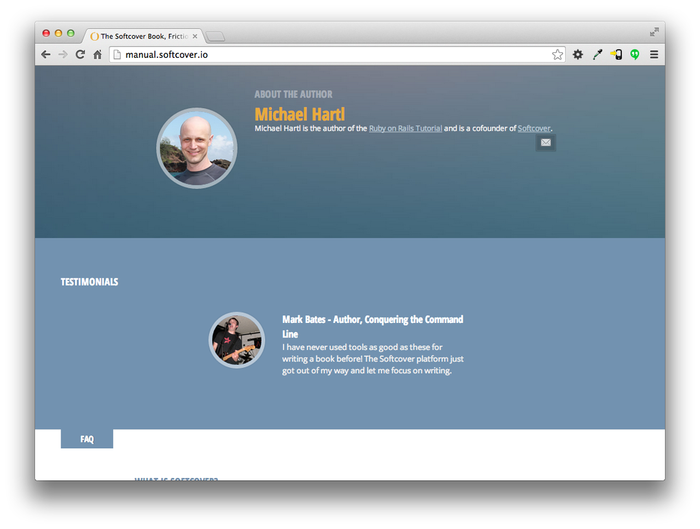 The Softcover Book, Frictio
manual.softcover.io
ABOUT THE AUTHOR
Michael Hartl
Michael Hartl is the author of the Ruby on Rails Tutorial and is a cofounder of Softcover.
TESTIMONIALS
Mark Bates - Author, Conquering the Command
Line
I have never used tools as good as these for
writing a book before! The Softcover platform just
got out of my way and let me focus on writing.
FAQ
WHAT IS SOFTCOVER?